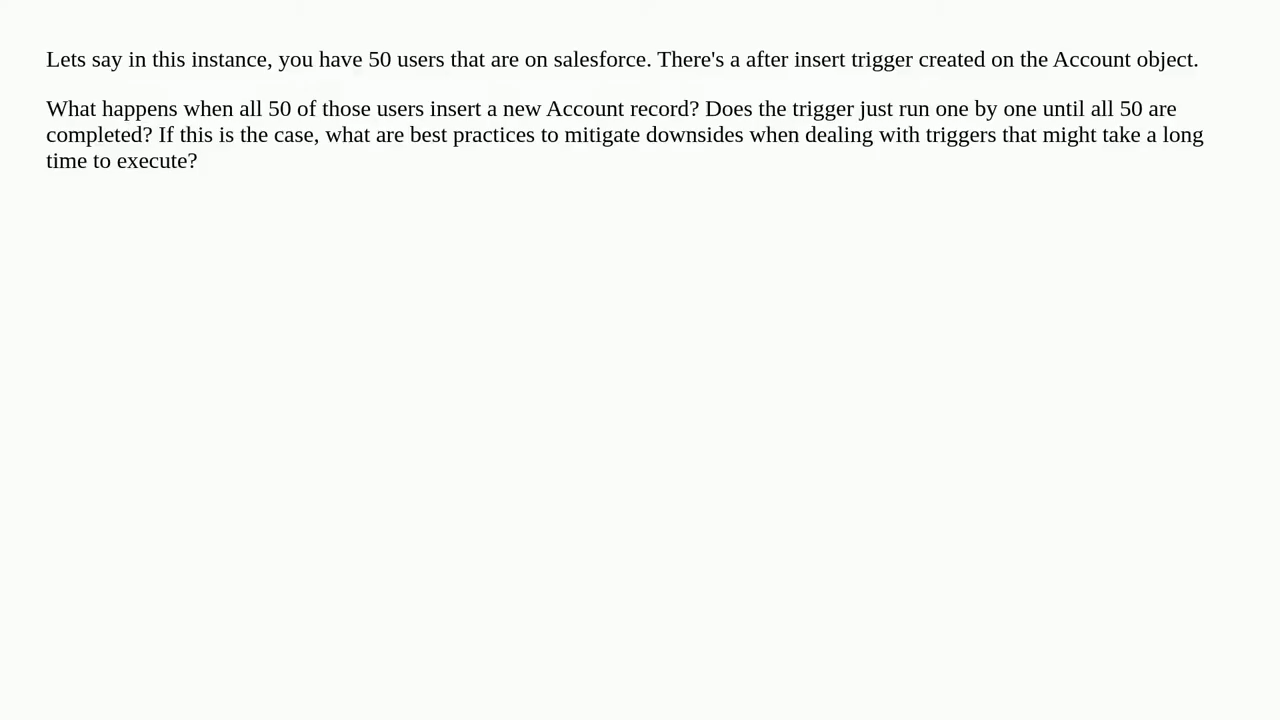 Lets say in this instance, you have 50 users that are on salesforce. There's a after insert trigger created on the Account object.
What happens when all 50 of those users insert a new Account record? Does the trigger just run one by one until all 50 are
completed? If this is the case, what are best practices to mitigate downsides when dealing with triggers that might take a long
time to execute?